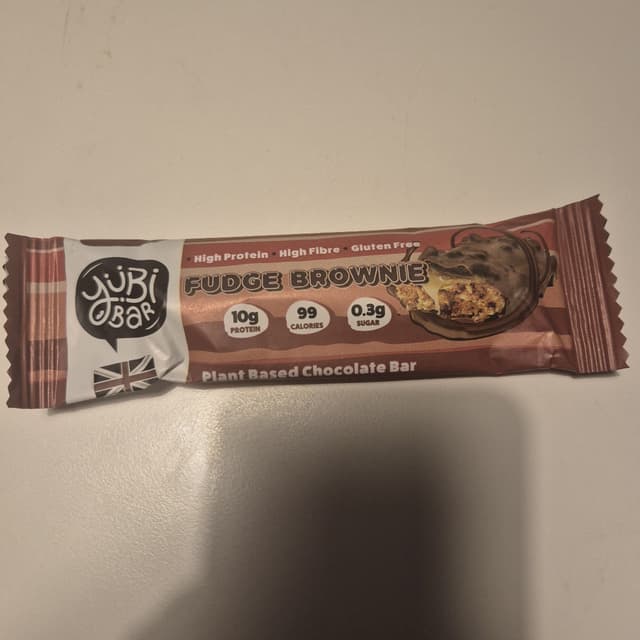 YÜBi
BaR
• High Protein • High Fibre • Gluten Free
FUDGE BROWNIE
10g
PROTEIN
99
CALORIES
0.3g
SUGAR
Plant Based Chocolate Bar